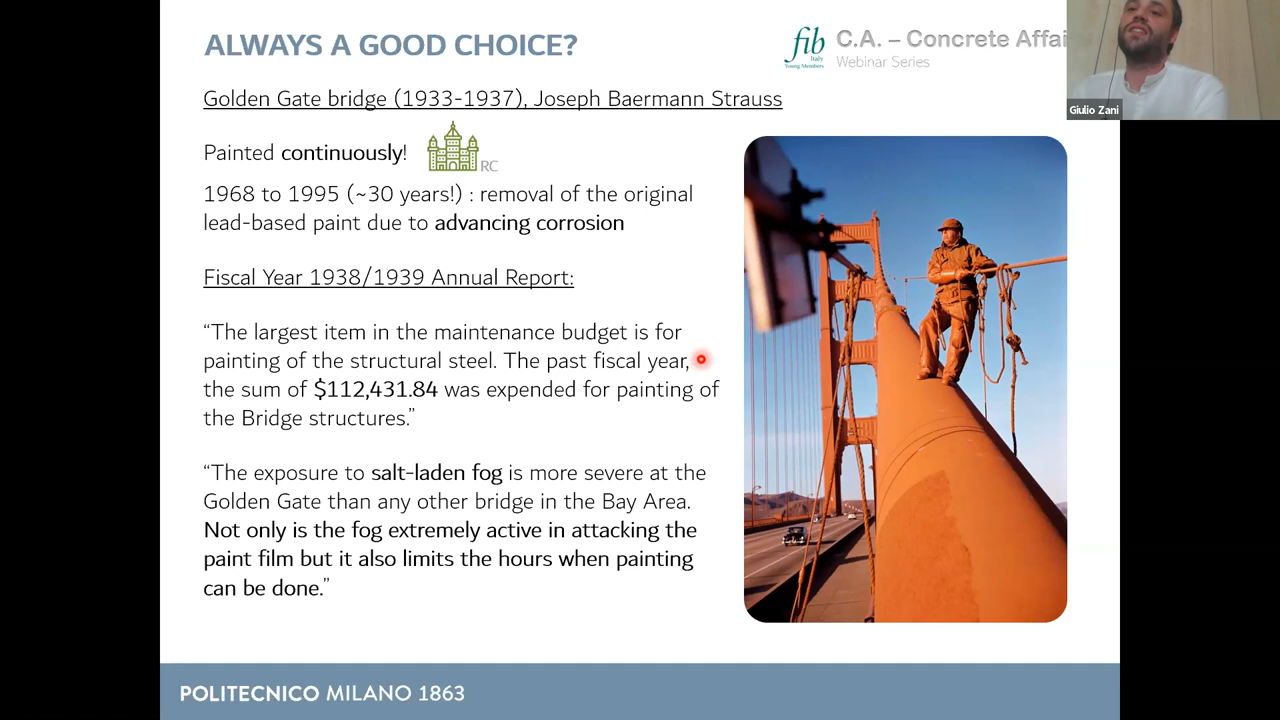 ALWAYS A GOOD CHOICE?
fib
Italy
Young Members
C.A. – Concrete Affai
Webinar Series
Giulio Zani
Golden Gate bridge (1933-1937), Joseph Baermann Strauss
Painted continuously!
RC
1968 to 1995 (~30 years!) : removal of the original
lead-based paint due to advancing corrosion
Fiscal Year 1938/1939 Annual Report:
“The largest item in the maintenance budget is for
painting of the structural steel. The past fiscal year,
the sum of $112,431.84 was expended for painting of
the Bridge structures.”
“The exposure to salt-laden fog is more severe at the
Golden Gate than any other bridge in the Bay Area.
Not only is the fog extremely active in attacking the
paint film but it also limits the hours when painting
can be done.”
POLITECNICO MILANO 1863